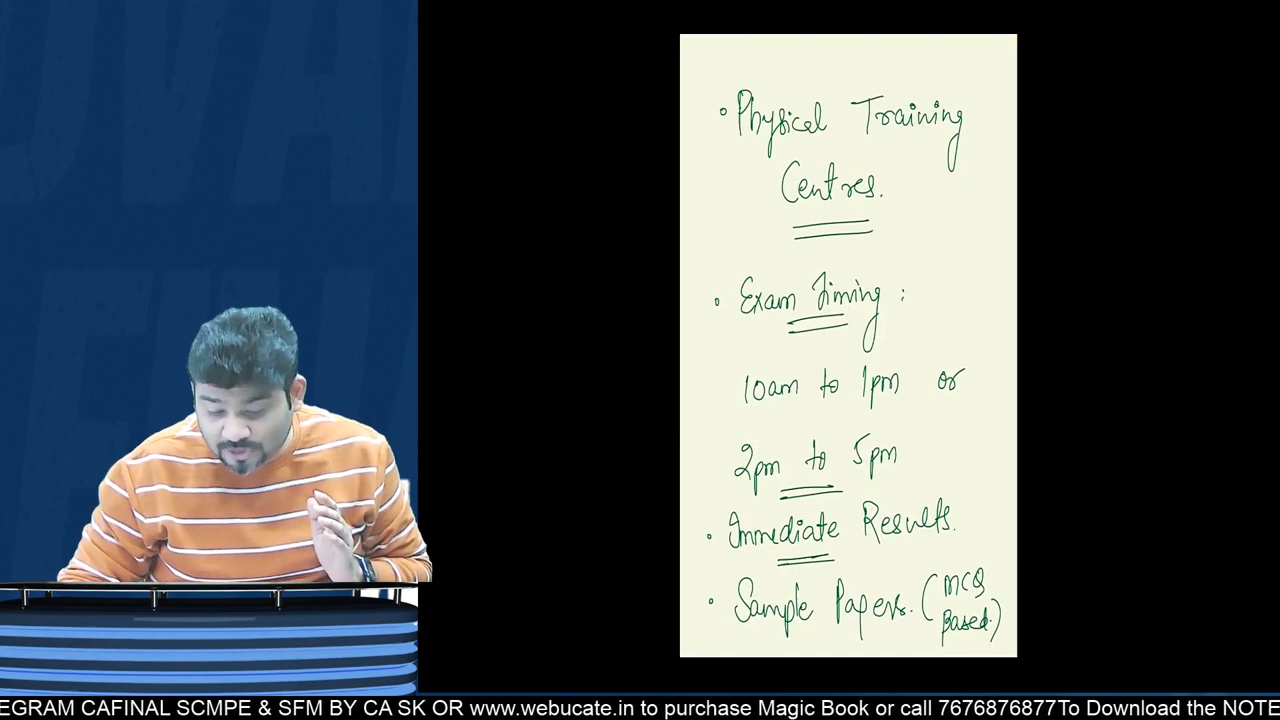 • Physical Training
Centres.
• Exam Timing :
10am to 1pm or
2pm to 5pm
• Immediate Results.
• Sample Papers. (MCQ
Based.)
EGRAM CAFINAL SCMPE & SFM BY CA SK OR www.webucate.in to purchase Magic Book or call 7676876877To Download the NOTE